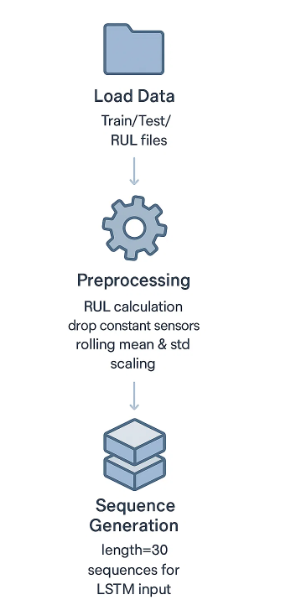 Load Data
Train/Test/
RUL files
Preprocessing
RUL calculation
drop constant sensors
rolling mean & std
scaling
Sequence
Generation
length=30
sequences for
LSTM input